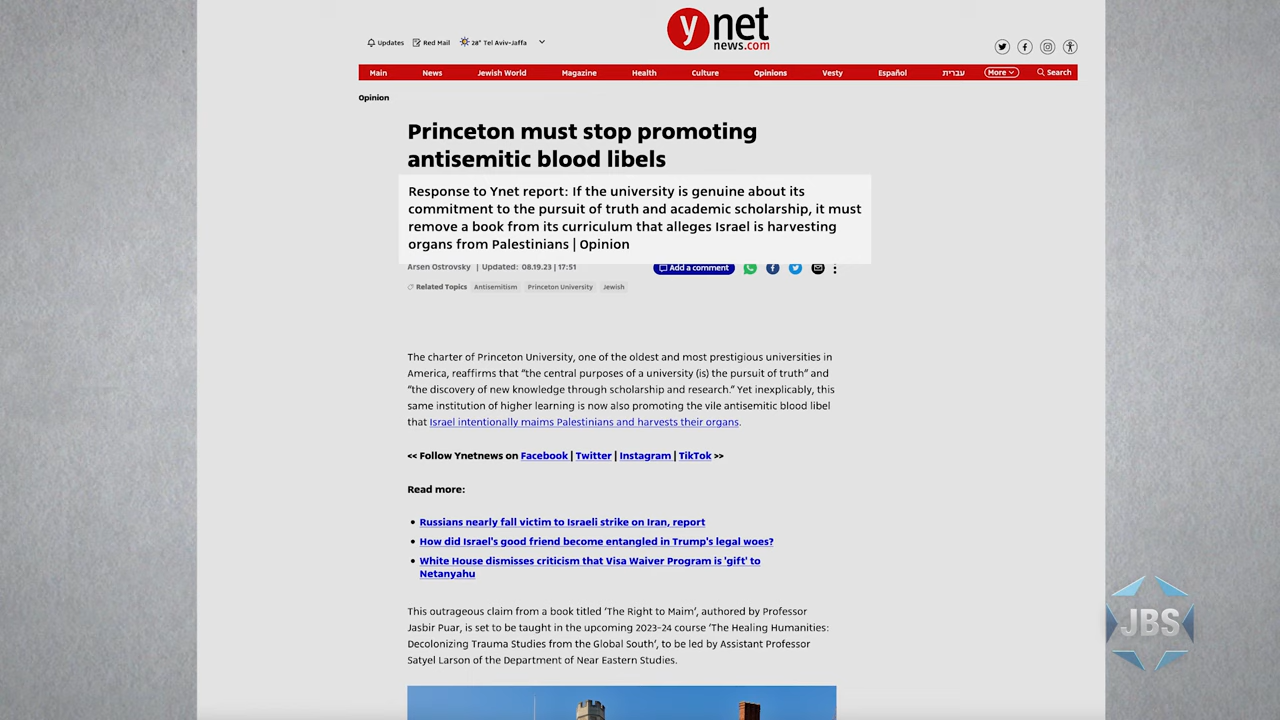 y net
news.com
Updates Red Mail 28° Tel Aviv-Jaffa
Main News Jewish World Magazine Health Culture Opinions Vesty Español עברית More Search
Opinion
Princeton must stop promoting
antisemitic blood libels
Response to Ynet report: If the university is genuine about its
commitment to the pursuit of truth and academic scholarship, it must
remove a book from its curriculum that alleges Israel is harvesting
organs from Palestinians | Opinion
Arsen Ostrovsky | Updated: 08.19.23 | 17:51 Add a comment
Related Topics Antisemitism Princeton University Jewish
The charter of Princeton University, one of the oldest and most prestigious universities in
America, reaffirms that “the central purposes of a university (is) the pursuit of truth” and
“the discovery of new knowledge through scholarship and research.” Yet inexplicably, this
same institution of higher learning is now also promoting the vile antisemitic blood libel
that Israel intentionally maims Palestinians and harvests their organs.
<< Follow Ynetnews on Facebook | Twitter | Instagram | TikTok >>
Read more:
• Russians nearly fall victim to Israeli strike on Iran, report
• How did Israel's good friend become entangled in Trump's legal woes?
• White House dismisses criticism that Visa Waiver Program is 'gift' to
Netanyahu
This outrageous claim from a book titled ‘The Right to Maim’, authored by Professor
Jasbir Puar, is set to be taught in the upcoming 2023-24 course ‘The Healing Humanities:
Decolonizing Trauma Studies from the Global South’, to be led by Assistant Professor
Satyel Larson of the Department of Near Eastern Studies.
JBS